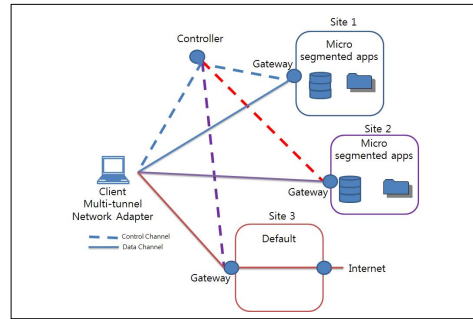 Site 1
Controller
Micro
segmented apps
Gateway
Site 2
Micro
segmented apps
Client
Multi-tunnel
Network Adapter
Gateway
Site 3
Control Channel
Data Channel
Default
Gateway
Internet